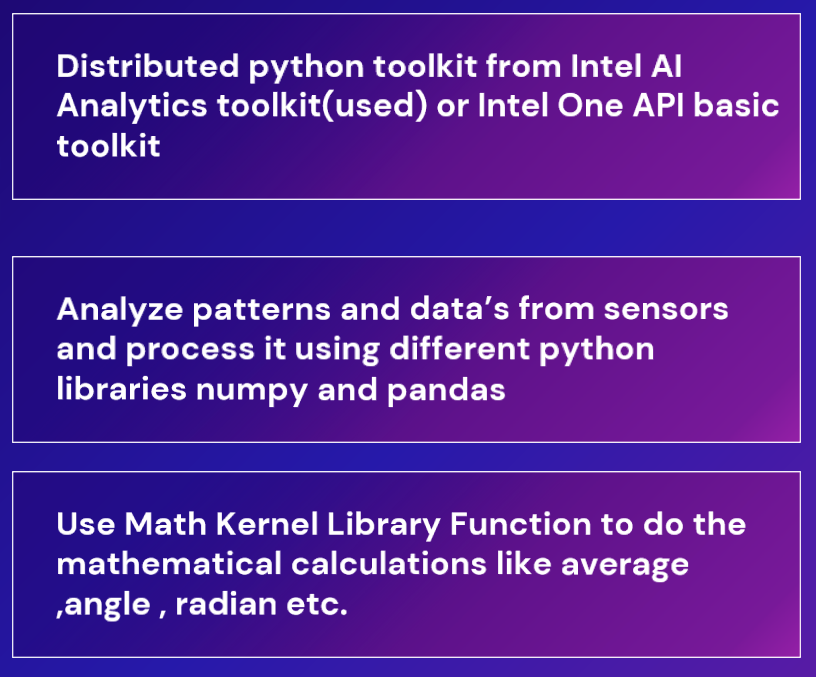 Distributed python toolkit from Intel AI
Analytics toolkit(used) or Intel One API basic
toolkit
Analyze patterns and data’s from sensors
and process it using different python
libraries numpy and pandas
Use Math Kernel Library Function to do the
mathematical calculations like average
,angle , radian etc.